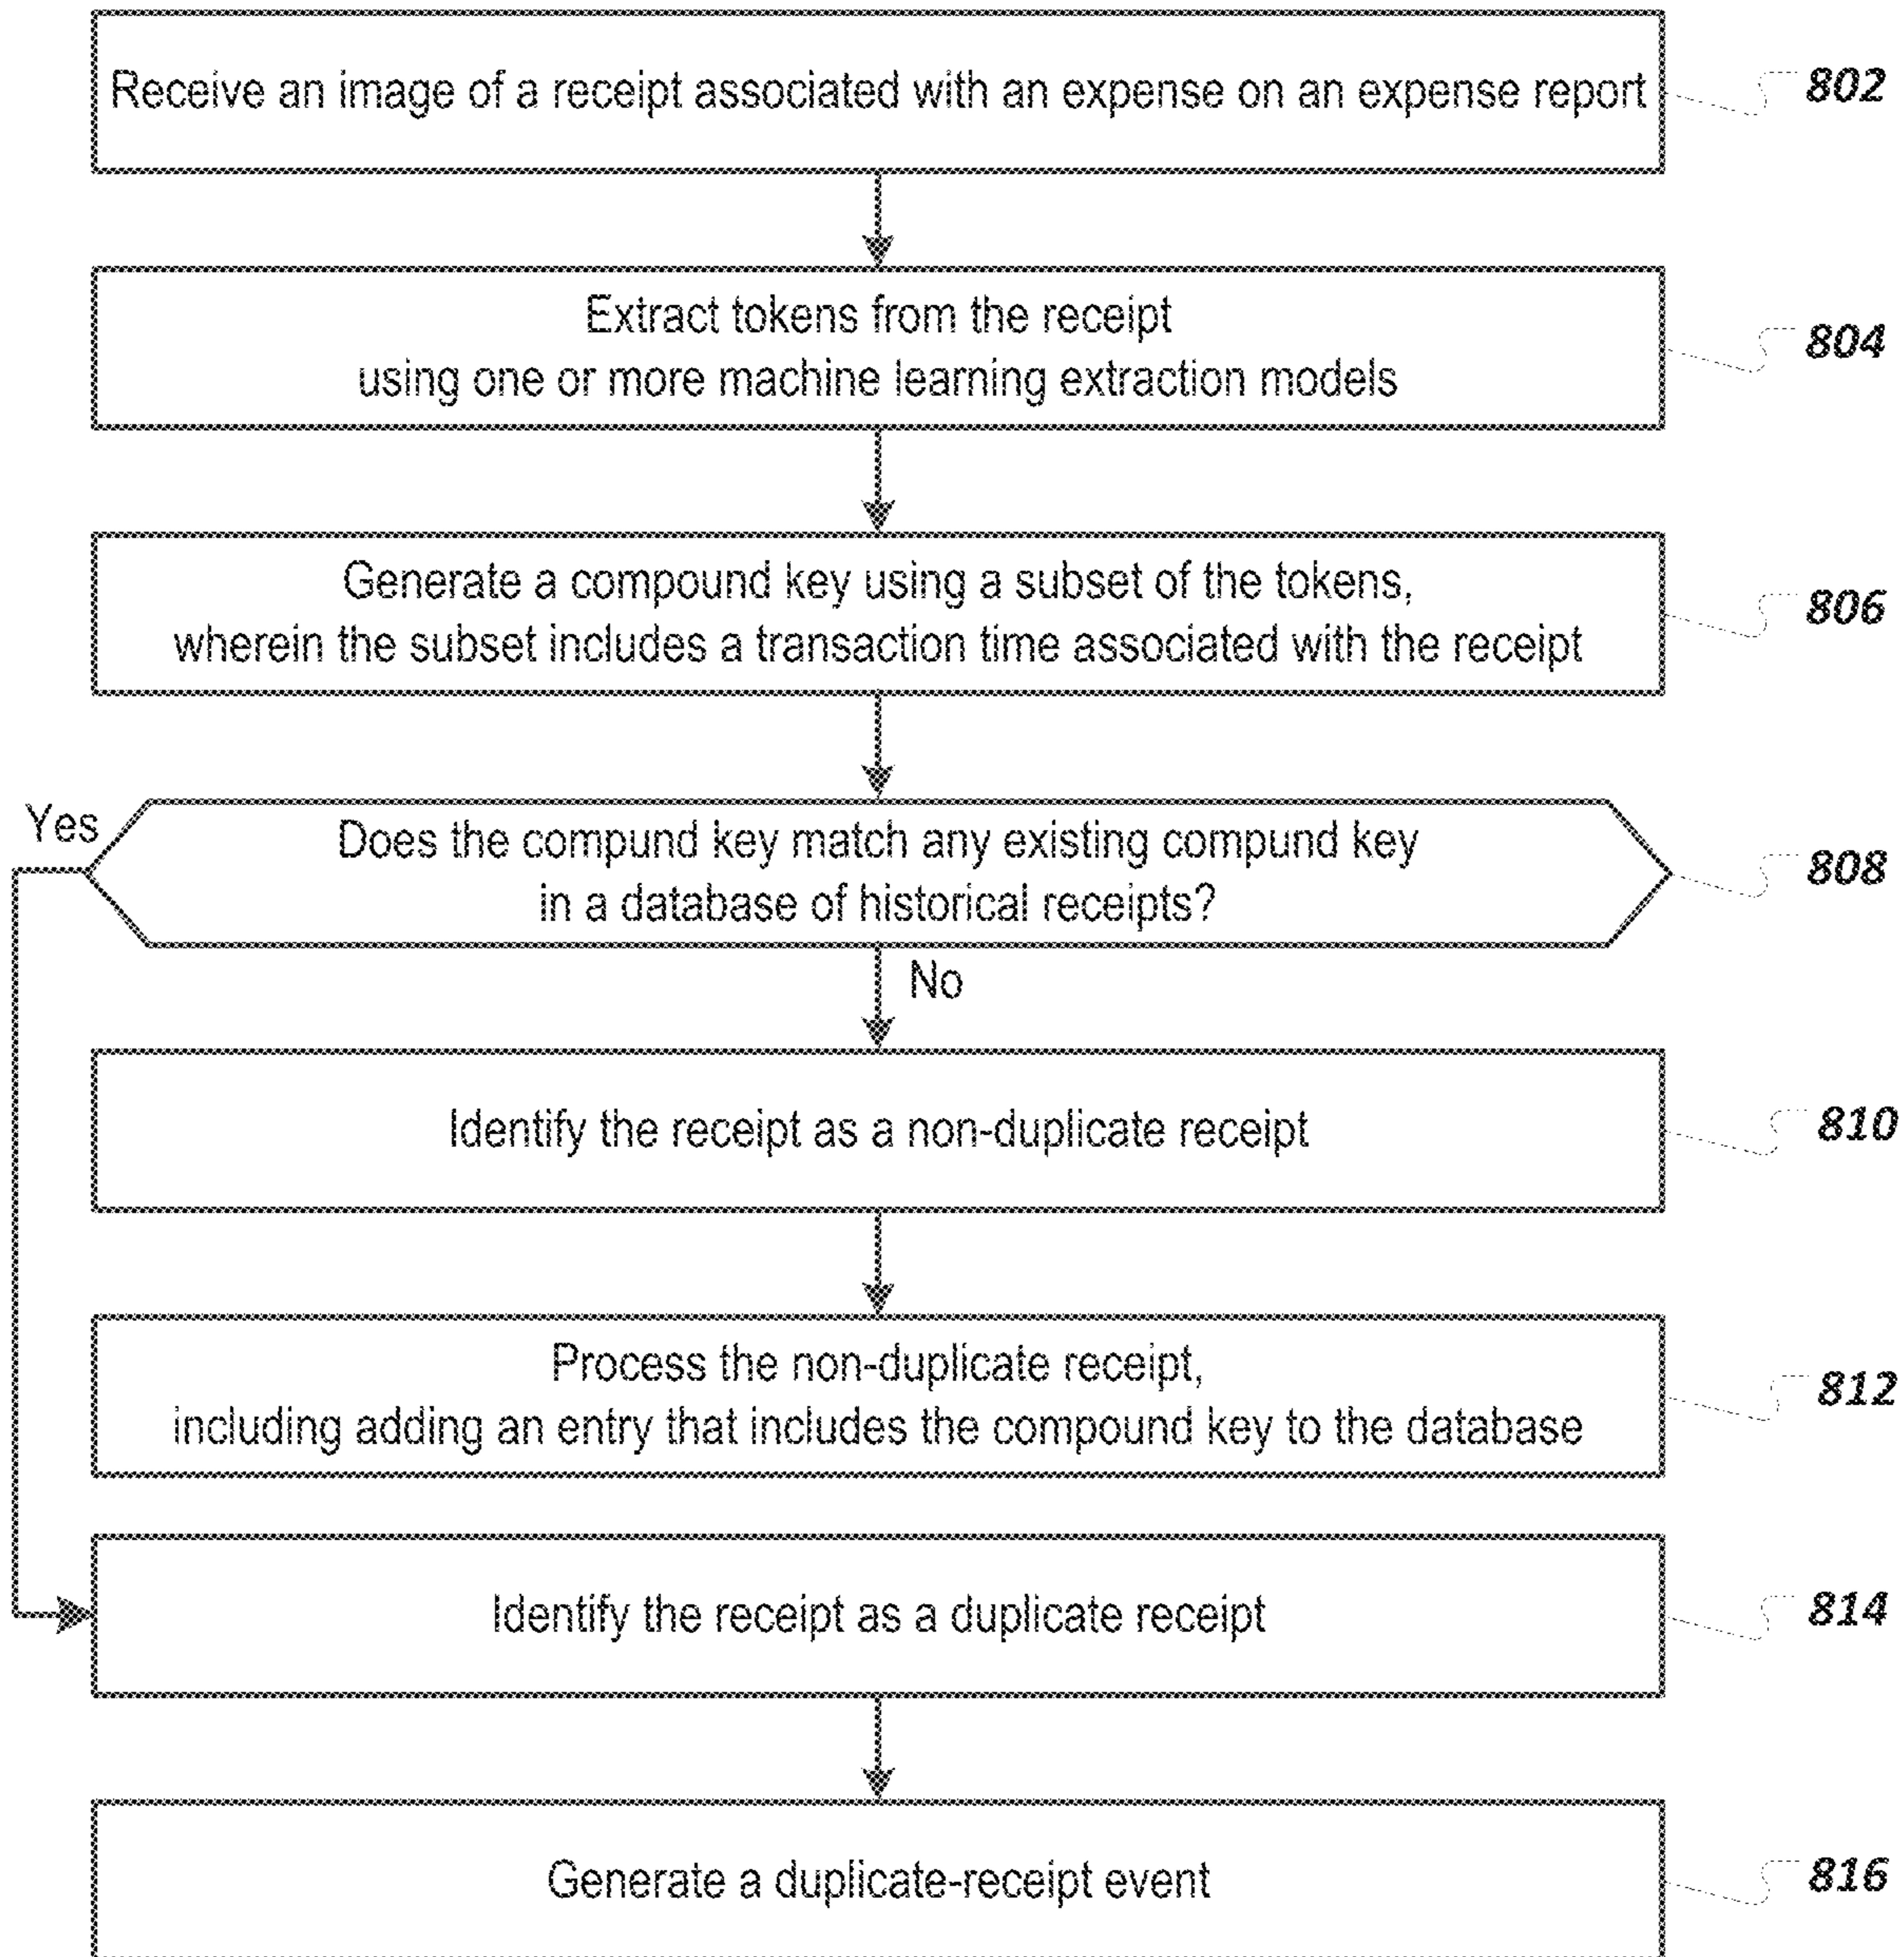 Receive an image of a receipt associated with an expense on an expense report
802
Extract tokens from the receipt
using one or more machine learning extraction models
804
Generate a compound key using a subset of the tokens,
wherein the subset includes a transaction time associated with the receipt
806
Yes
Does the compund key match any existing compund key
in a database of historical receipts?
808
No
Identify the receipt as a non-duplicate receipt
810
Process the non-duplicate receipt,
including adding an entry that includes the compound key to the database
812
Identify the receipt as a duplicate receipt
814
Generate a duplicate-receipt event
816